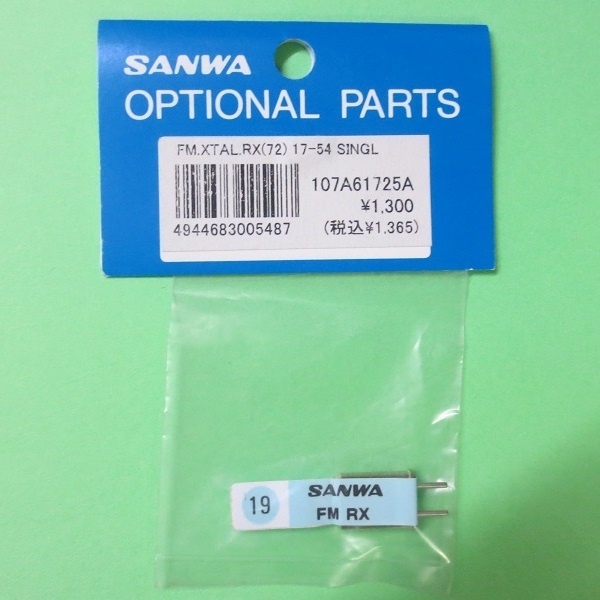 SANWA
OPTIONAL PARTS
FM.XTAL.RX(72) 17-54 SINGL
107A61725A
¥1,300
4944683005487
(税込¥1.365)
19
SANWA
FM RX